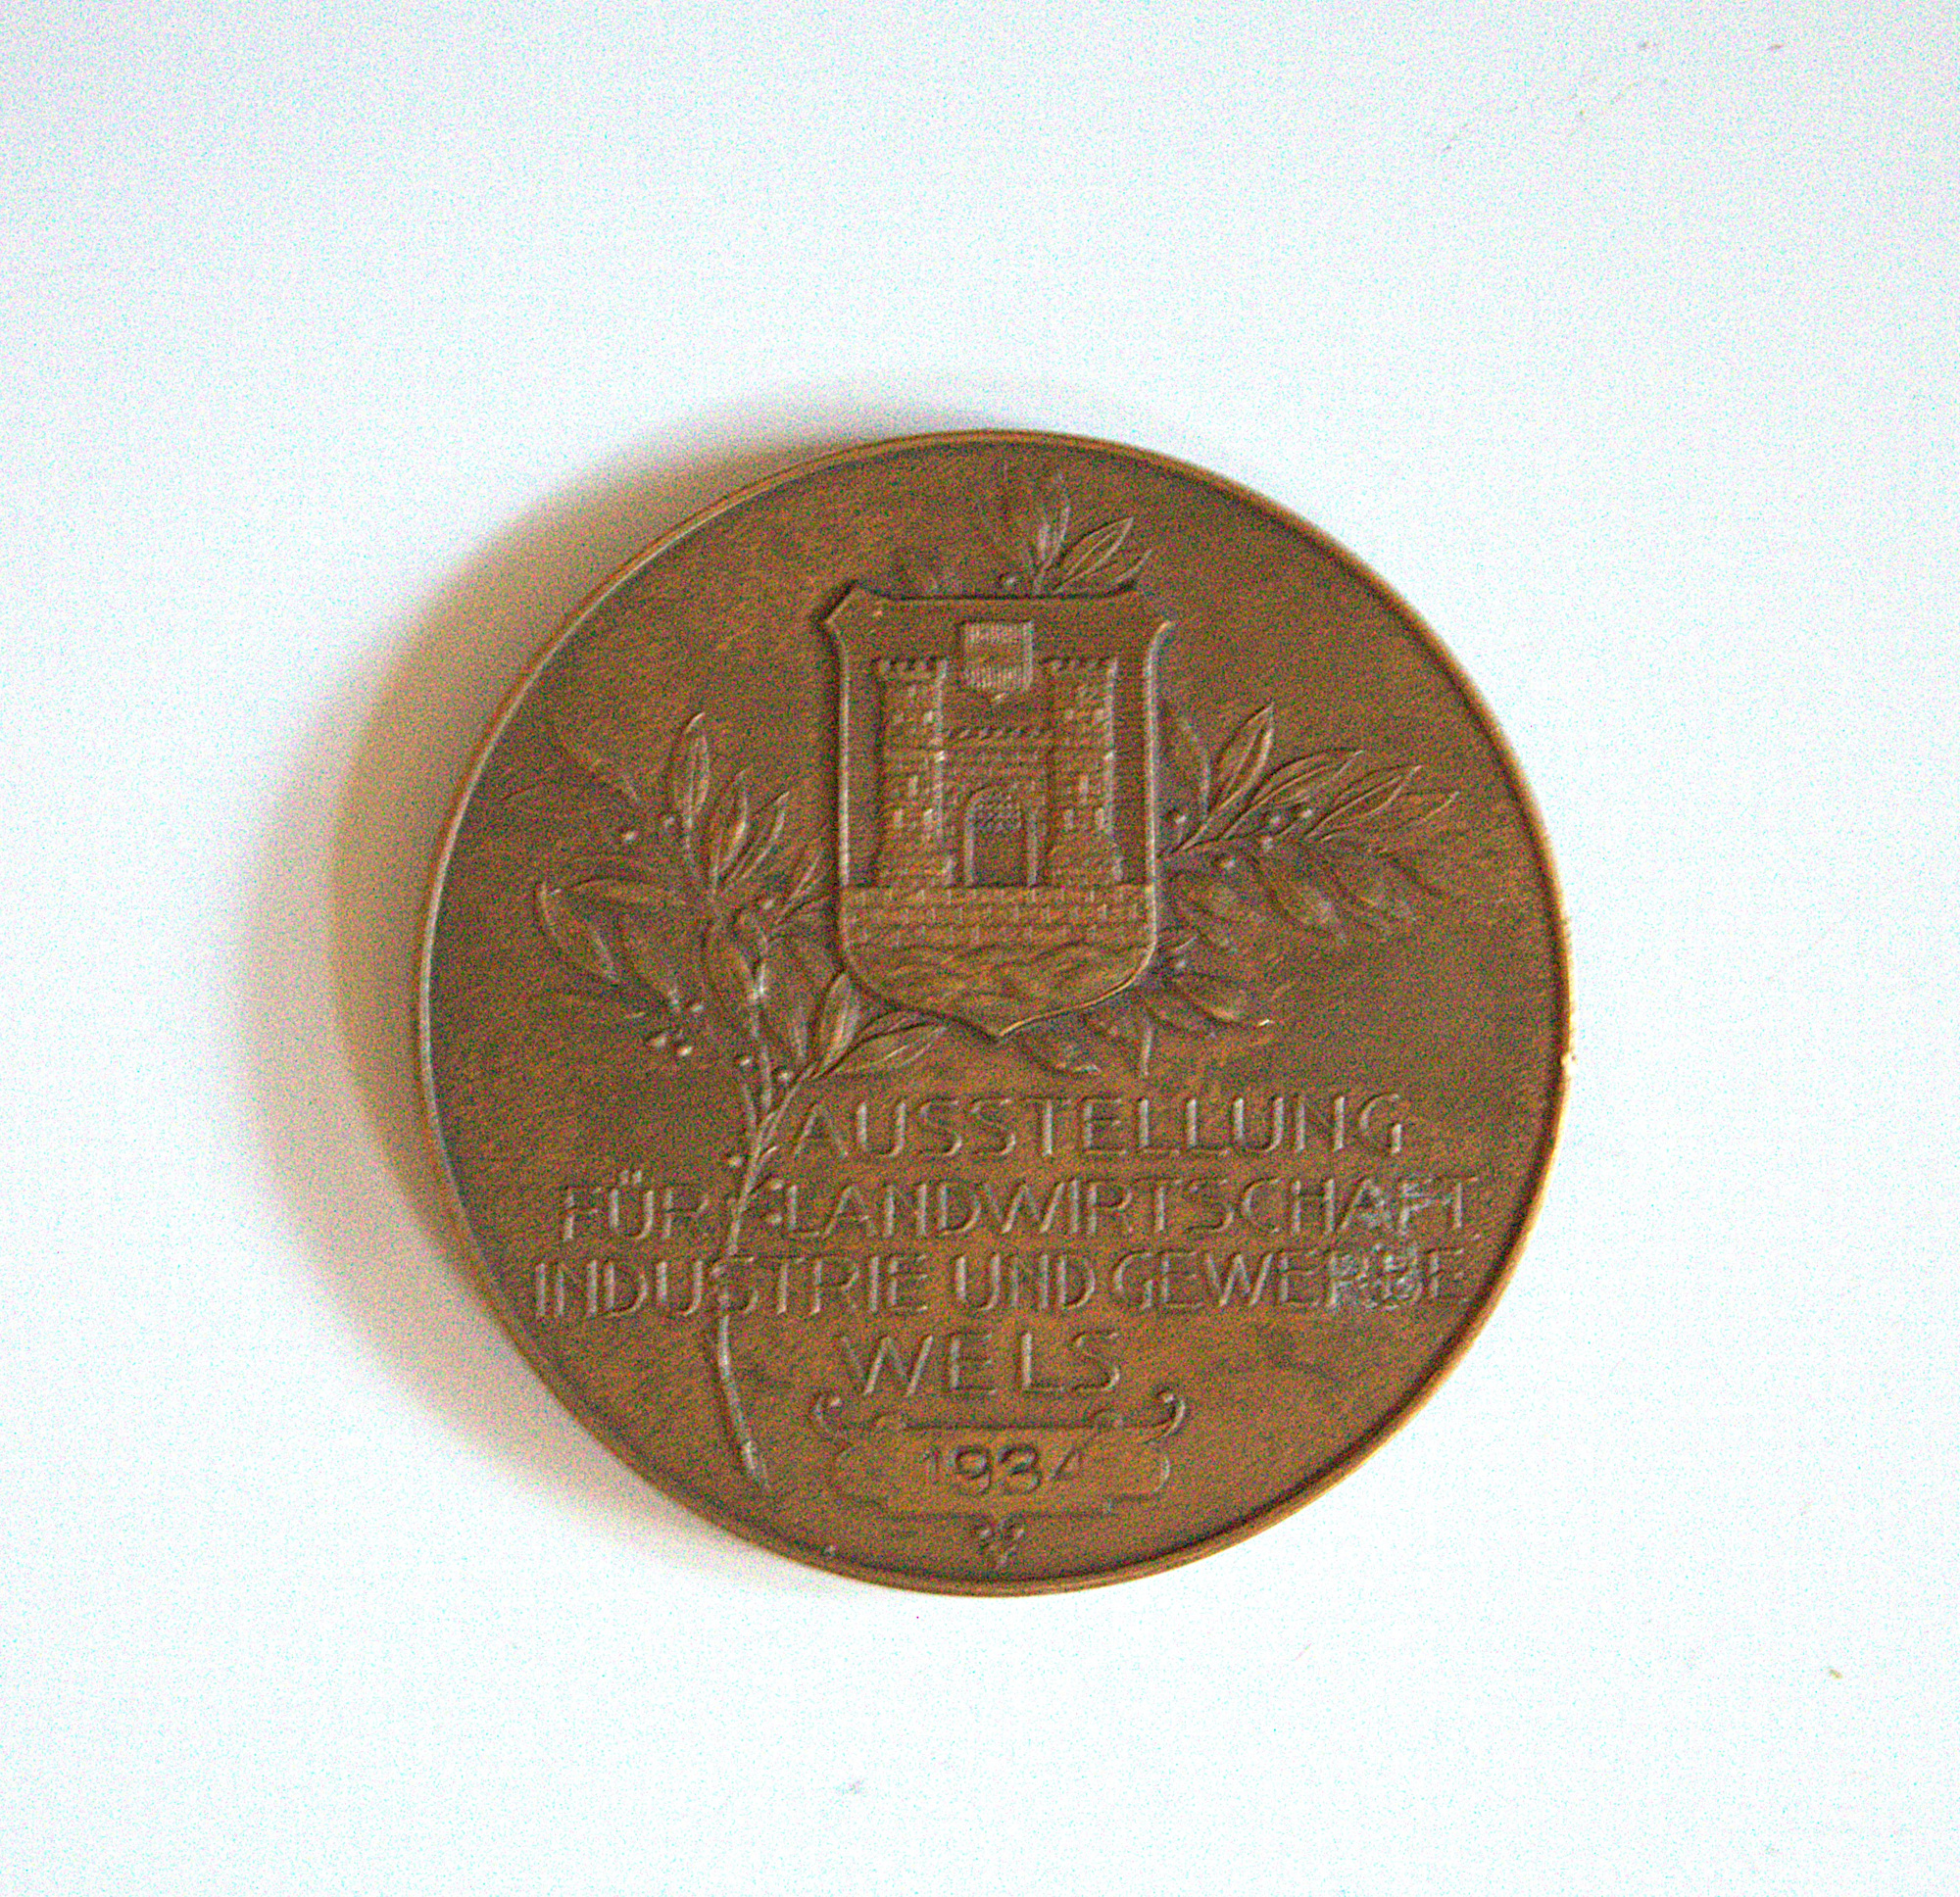 AUSSTELLUNG
FÜR LANDWIRTSCHAFT.
INDUSTRIE UND GEWERBE
WELS
1934